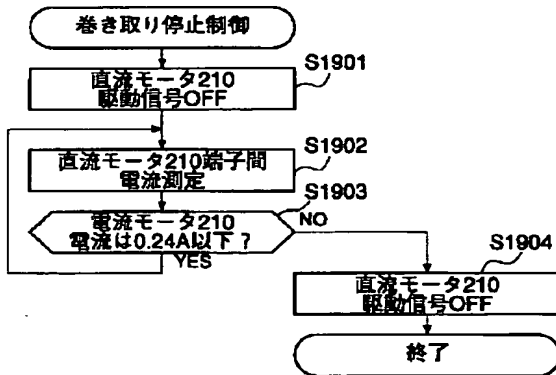 巻き取り停止制御
S1901
直流モータ210
駆動信号OFF
S1902
直流モータ210端子間
電流測定
S1903
電流モータ210
電流は0.24A以下？
NO
YES
S1904
直流モータ210
駆動信号OFF
終了